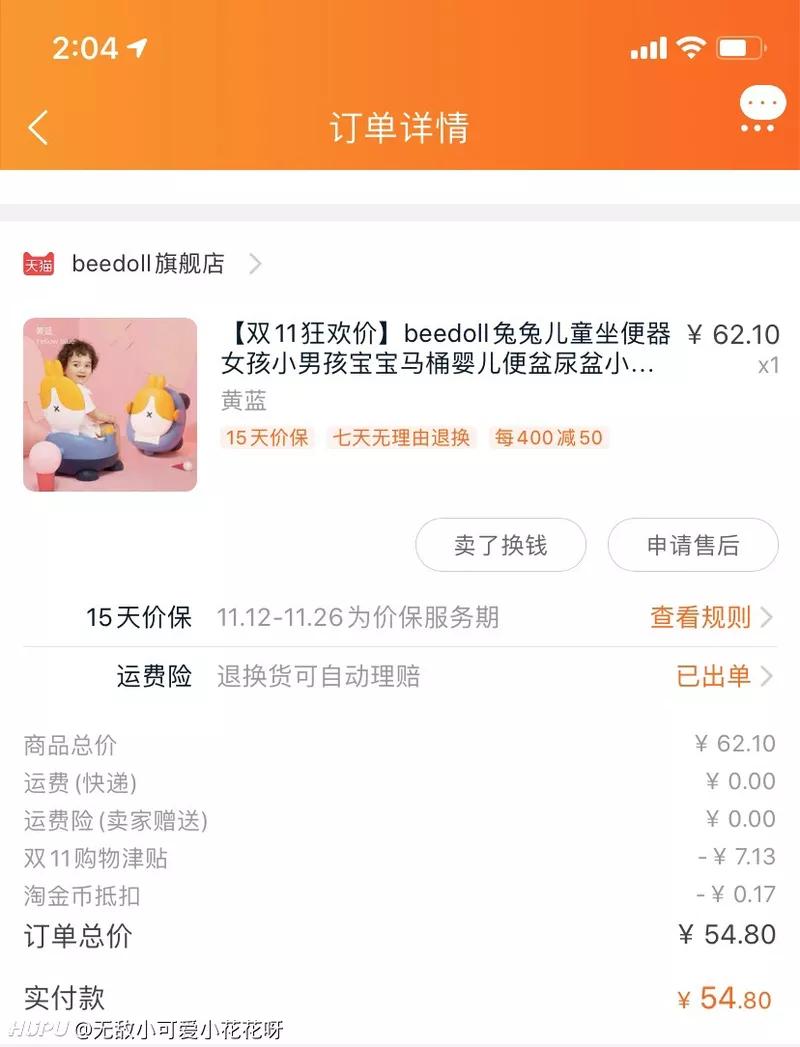 2:04
订单详情
天猫 beedoll旗舰店
黄蓝
Yellow blue
【双11狂欢价】beedoll兔兔儿童坐便器 ¥ 62.10
女孩小男孩宝宝马桶婴儿便盆尿盆小... x1
黄蓝
15天价保 七天无理由退换 每400减50
卖了换钱 申请售后
15天价保 11.12-11.26为价保服务期 查看规则
运费险 退换货可自动理赔 已出单
商品总价 ¥ 62.10
运费(快递) ¥ 0.00
运费险(卖家赠送) ¥ 0.00
双11购物津贴 -¥ 7.13
淘金币抵扣 -¥ 0.17
订单总价 ¥ 54.80
实付款 ¥ 54.80
HUPU @无敌小可爱小花花呀